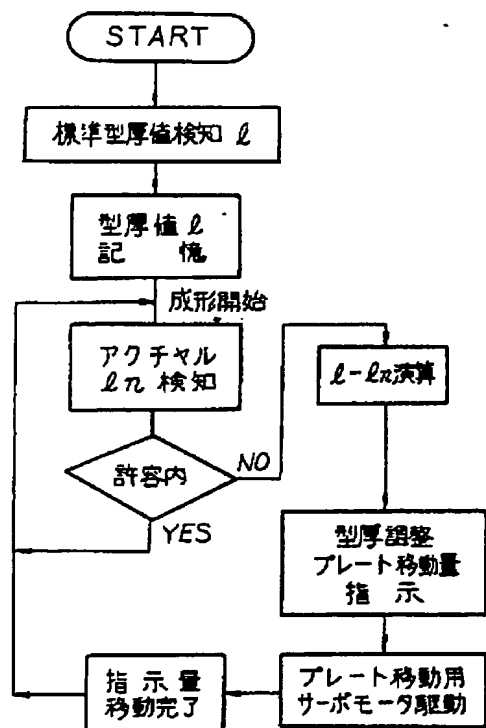 START
標準型厚値検知 ℓ
型厚値 ℓ
記 憶
成形開始
アクチャル
ℓn 検知
許容内
NO
YES
ℓ-ℓn演算
型厚調整
プレート移動量
指 示
プレート移動用
サーボモータ駆動
指 示 量
移動完了